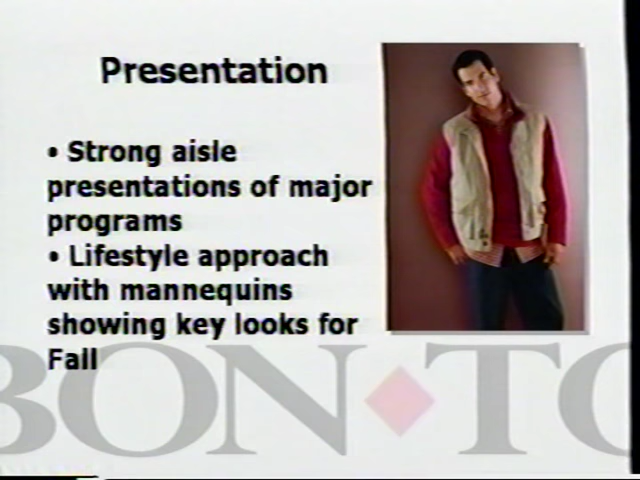 Presentation
• Strong aisle
presentations of major
programs
• Lifestyle approach
with mannequins
showing key looks for
Fall
BON TO